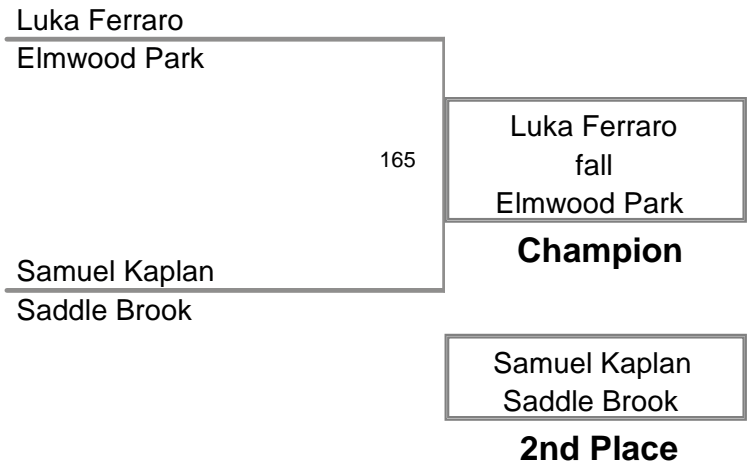 Luka Ferraro
Elmwood Park
165
Luka Ferraro
fall
Elmwood Park
Champion
Samuel Kaplan
Saddle Brook
Samuel Kaplan
Saddle Brook
2nd Place